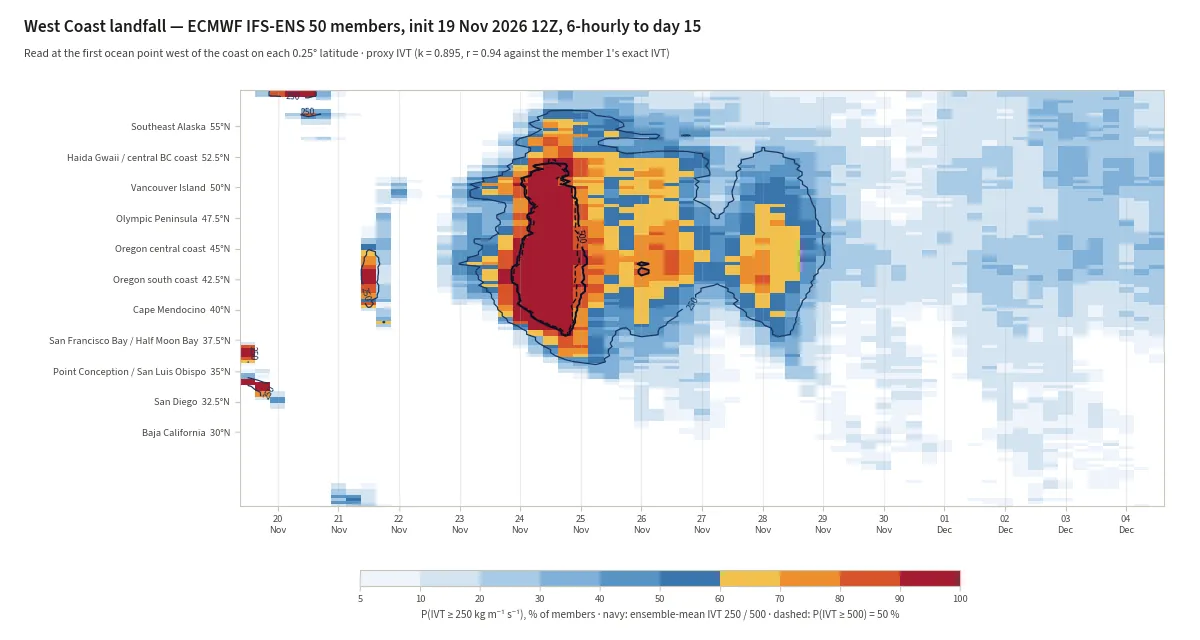 West Coast landfall — ECMWF IFS-ENS 50 members, init 19 Nov 2026 12Z, 6-hourly to day 15
Read at the first ocean point west of the coast on each 0.25° latitude · proxy IVT (k = 0.895, r = 0.94 against the member 1's exact IVT)
Southeast Alaska 55°N
Haida Gwaii / central BC coast 52.5°N
Vancouver Island 50°N
Olympic Peninsula 47.5°N
Oregon central coast 45°N
Oregon south coast 42.5°N
Cape Mendocino 40°N
San Francisco Bay / Half Moon Bay 37.5°N
Point Conception / San Luis Obispo 35°N
San Diego 32.5°N
Baja California 30°N
250
250
250
250
500
250
20 Nov
21 Nov
22 Nov
23 Nov
24 Nov
25 Nov
26 Nov
27 Nov
28 Nov
29 Nov
30 Nov
01 Dec
02 Dec
03 Dec
04 Dec
5 10 20 30 40 50 60 70 80 90 100
P(IVT ≥ 250 kg m⁻¹ s⁻¹), % of members · navy: ensemble-mean IVT 250 / 500 · dashed: P(IVT ≥ 500) = 50 %